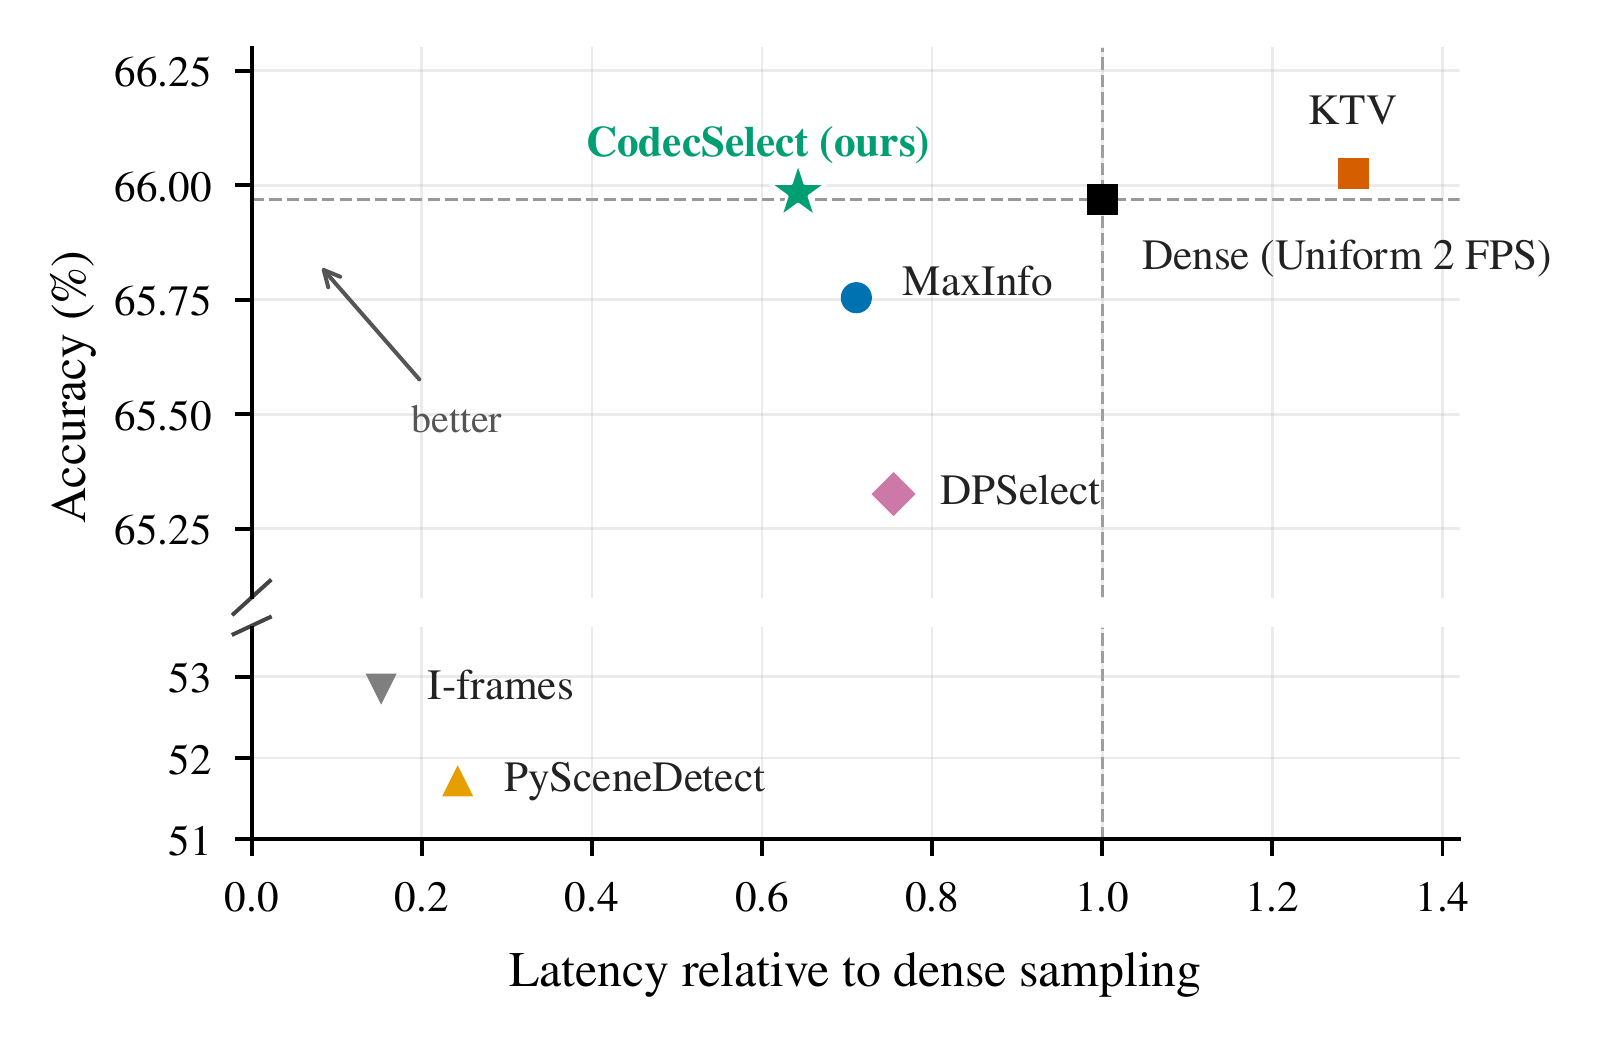 66.25
KTV
CodecSelect (ours)
66.00
Dense (Uniform 2 FPS)
MaxInfo
65.75
Accuracy (%)
better
65.50
DPSelect
65.25
53
I-frames
52
PySceneDetect
51
0.0 0.2 0.4 0.6 0.8 1.0 1.2 1.4
Latency relative to dense sampling